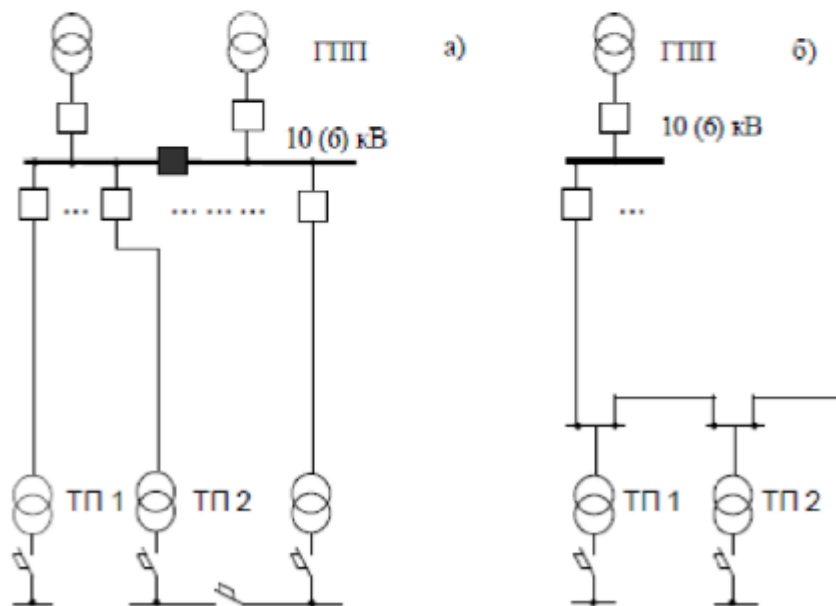 ГПП а) ГПП б)
10 (6) кВ 10 (6) кВ
... ... ... ... ...
ТП 1 ТП 2 ТП 1 ТП 2